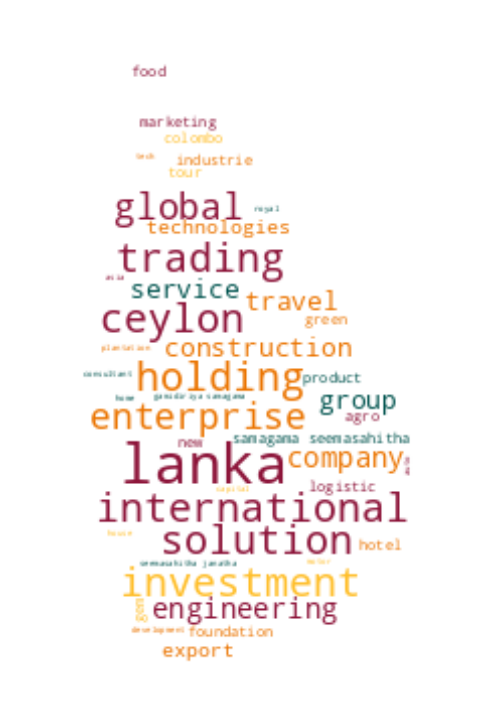 food
marketing
colombo
tech industrie
tour
global royal
technologies
trading
asia
service travel
ceylon green
plantation construction
consultant holding product
home gamidiriya samagama group
enterprise agro
new samagama seemasahitha
lanka company
capital logistic
international
house solution hotel
seemasahitha janatha
investment
gem engineering
development foundation
export